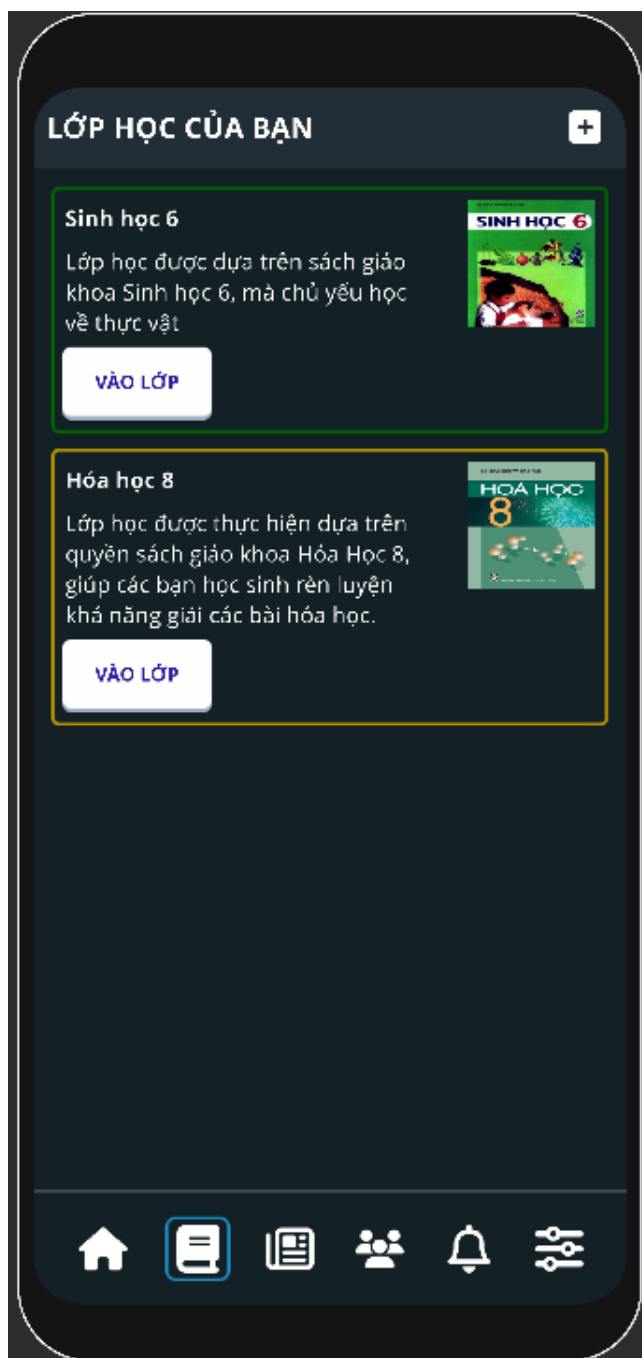 LỚP HỌC CỦA BẠN
Sinh học 6
SINH HỌC 6
Lớp học được dựa trên sách giáo
khoa Sinh học 6, mà chủ yếu học
về thực vật
VÀO LỚP
Hóa học 8
HOÁ HỌC
8
Lớp học được thực hiện dựa trên
quyển sách giáo khoa Hóa Học 8,
giúp các bạn học sinh rèn luyện
khả năng giải các bài hóa học.
VÀO LỚP